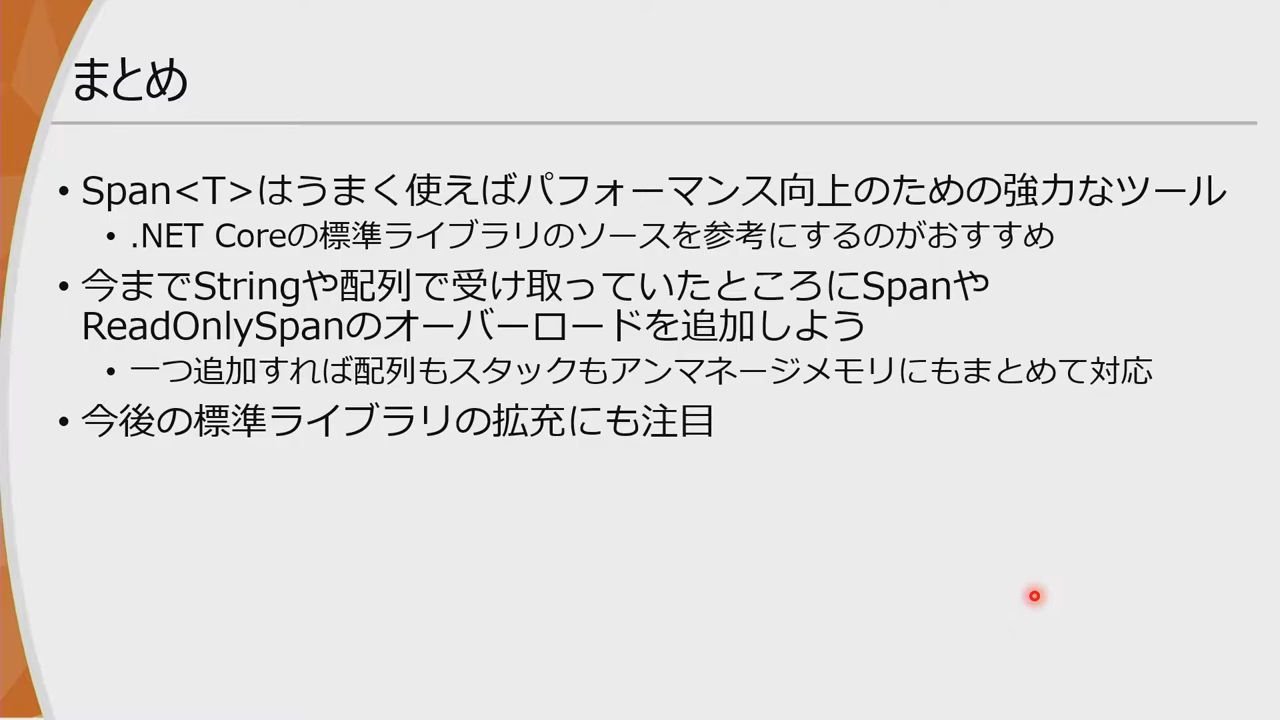 まとめ
• Span<T>はうまく使えばパフォーマンス向上のための強力なツール
• .NET Coreの標準ライブラリのソースを参考にするのがおすすめ
• 今までStringや配列で受け取っていたところにSpanや
ReadOnlySpanのオーバーロードを追加しよう
• 一つ追加すれば配列もスタックもアンマネージメモリにもまとめて対応
• 今後の標準ライブラリの拡充にも注目